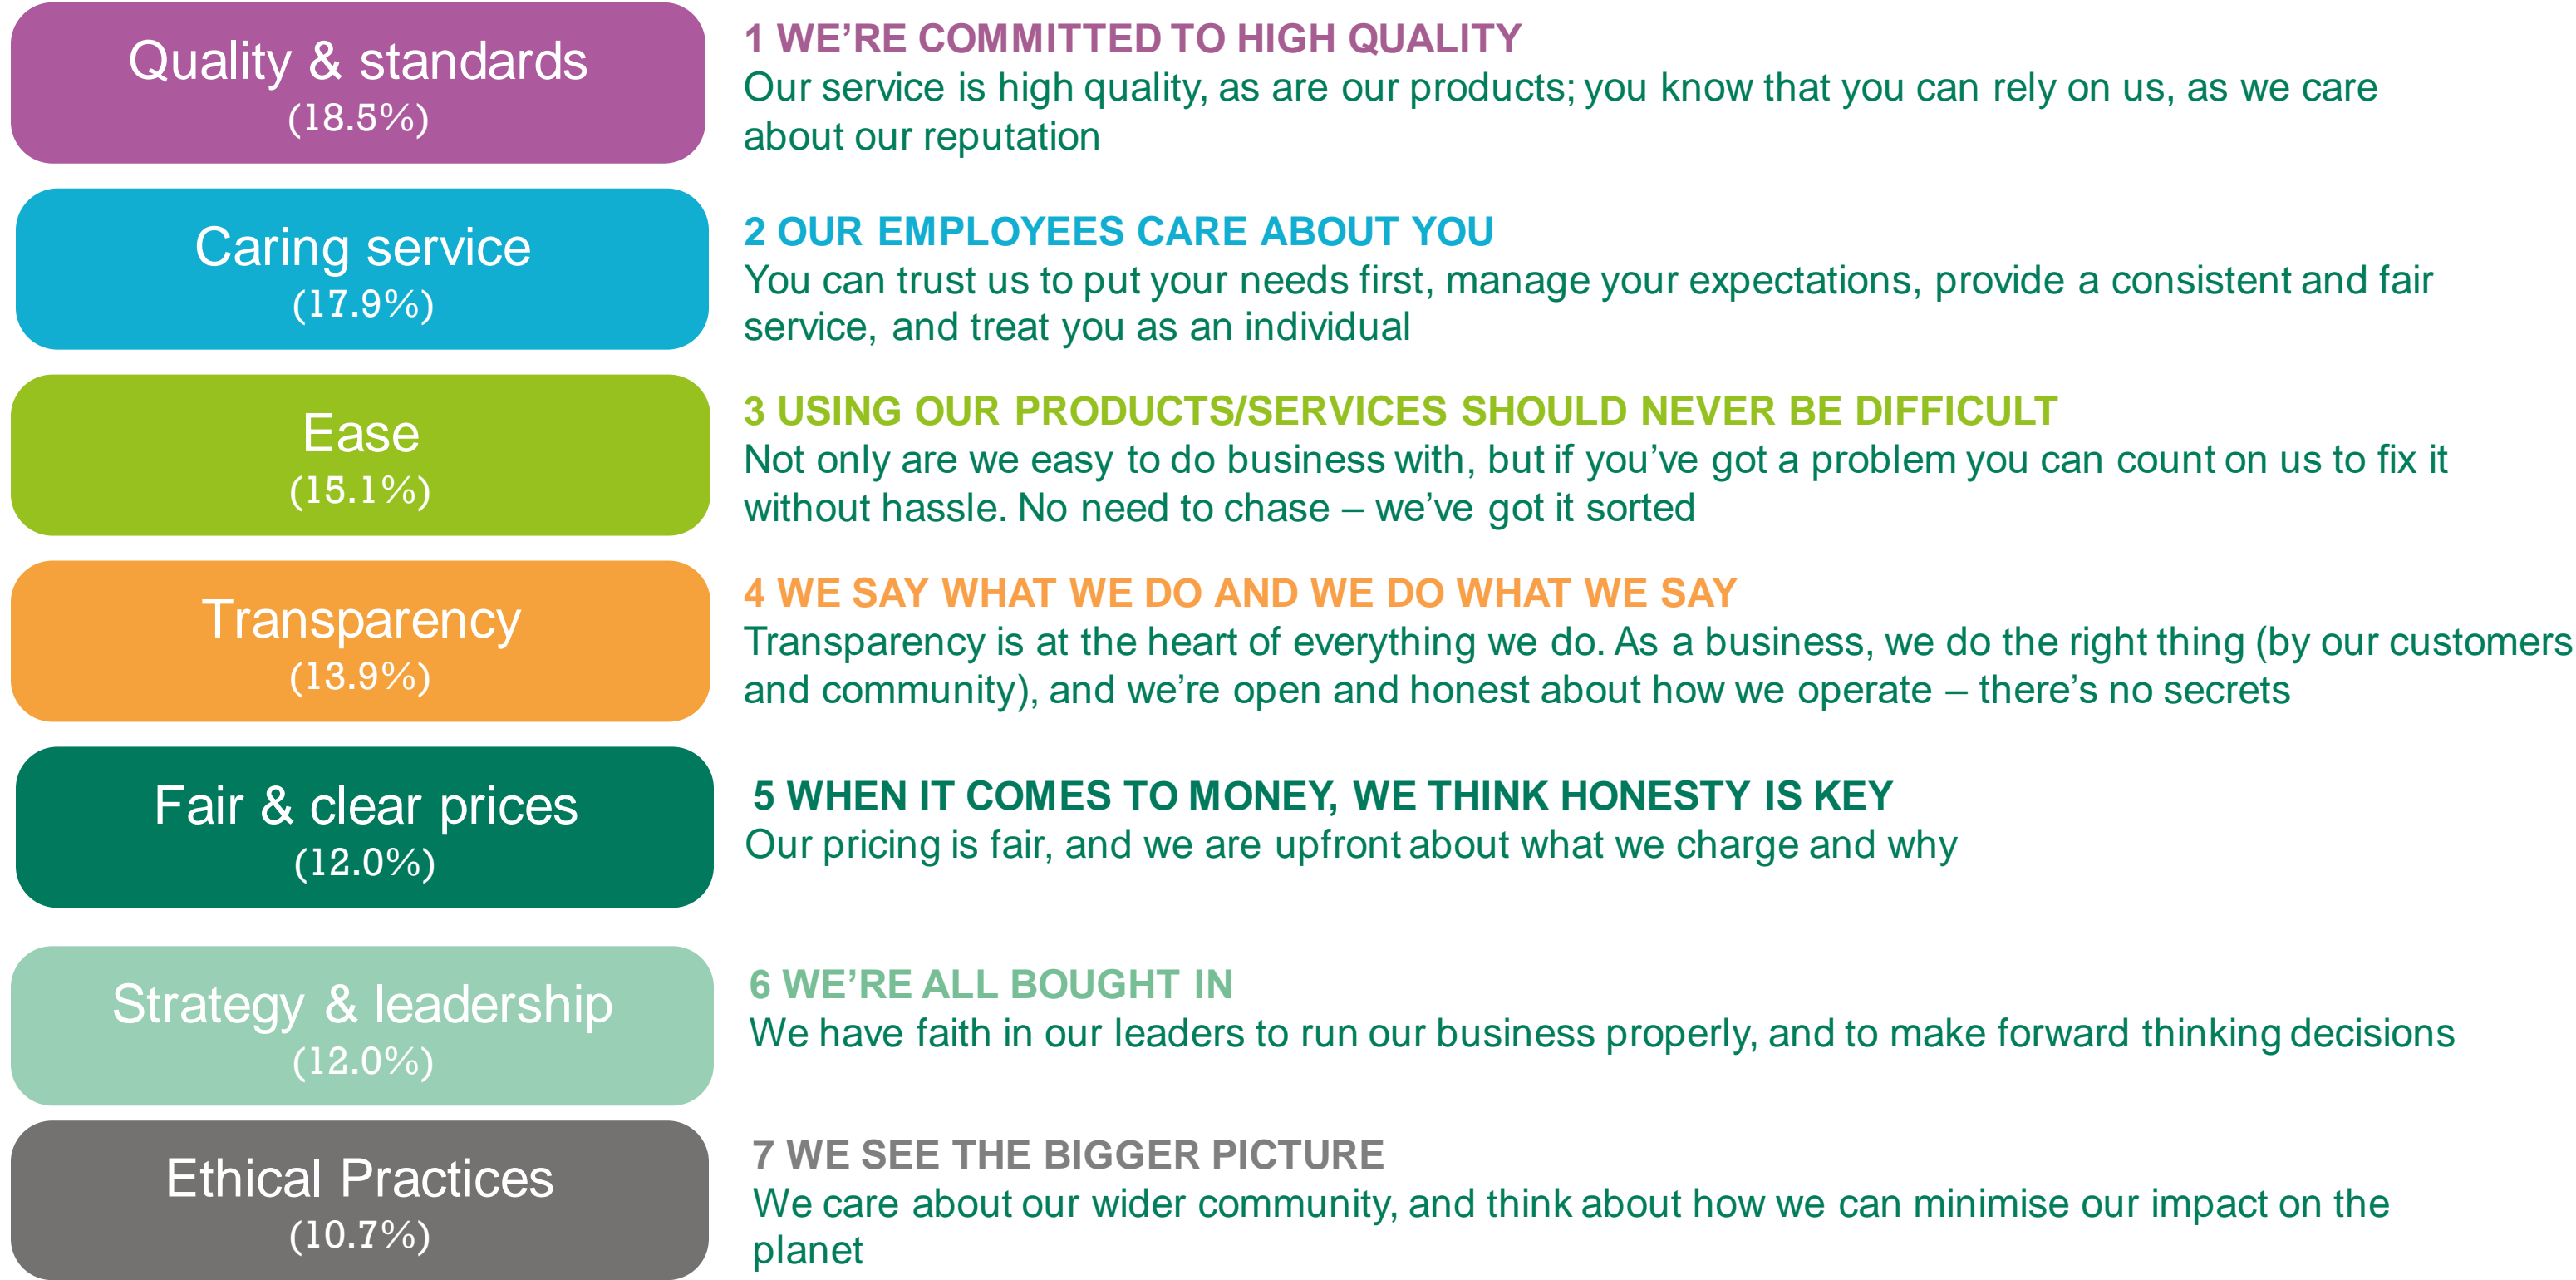 Quality & standards
(18.5%)
1 WE’RE COMMITTED TO HIGH QUALITY
Our service is high quality, as are our products; you know that you can rely on us, as we care
about our reputation
Caring service
(17.9%)
2 OUR EMPLOYEES CARE ABOUT YOU
You can trust us to put your needs first, manage your expectations, provide a consistent and fair
service, and treat you as an individual
Ease
(15.1%)
3 USING OUR PRODUCTS/SERVICES SHOULD NEVER BE DIFFICULT
Not only are we easy to do business with, but if you’ve got a problem you can count on us to fix it
without hassle. No need to chase – we’ve got it sorted
Transparency
(13.9%)
4 WE SAY WHAT WE DO AND WE DO WHAT WE SAY
Transparency is at the heart of everything we do. As a business, we do the right thing (by our customers
and community), and we’re open and honest about how we operate – there’s no secrets
Fair & clear prices
(12.0%)
5 WHEN IT COMES TO MONEY, WE THINK HONESTY IS KEY
Our pricing is fair, and we are upfront about what we charge and why
Strategy & leadership
(12.0%)
6 WE’RE ALL BOUGHT IN
We have faith in our leaders to run our business properly, and to make forward thinking decisions
Ethical Practices
(10.7%)
7 WE SEE THE BIGGER PICTURE
We care about our wider community, and think about how we can minimise our impact on the
planet